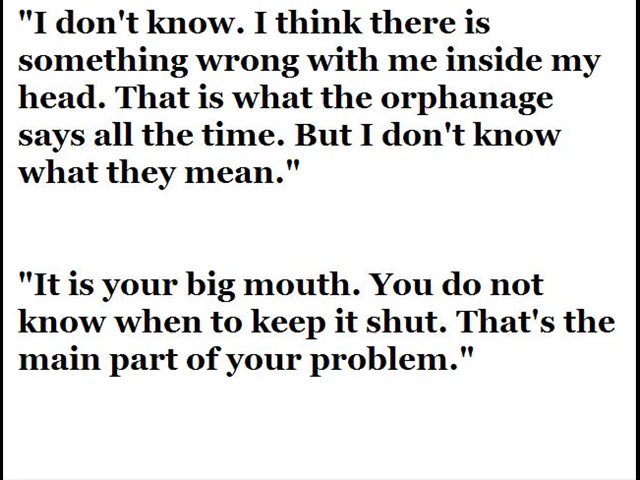 "I don't know. I think there is
something wrong with me inside my
head. That is what the orphanage
says all the time. But I don't know
what they mean."
"It is your big mouth. You do not
know when to keep it shut. That's the
main part of your problem."